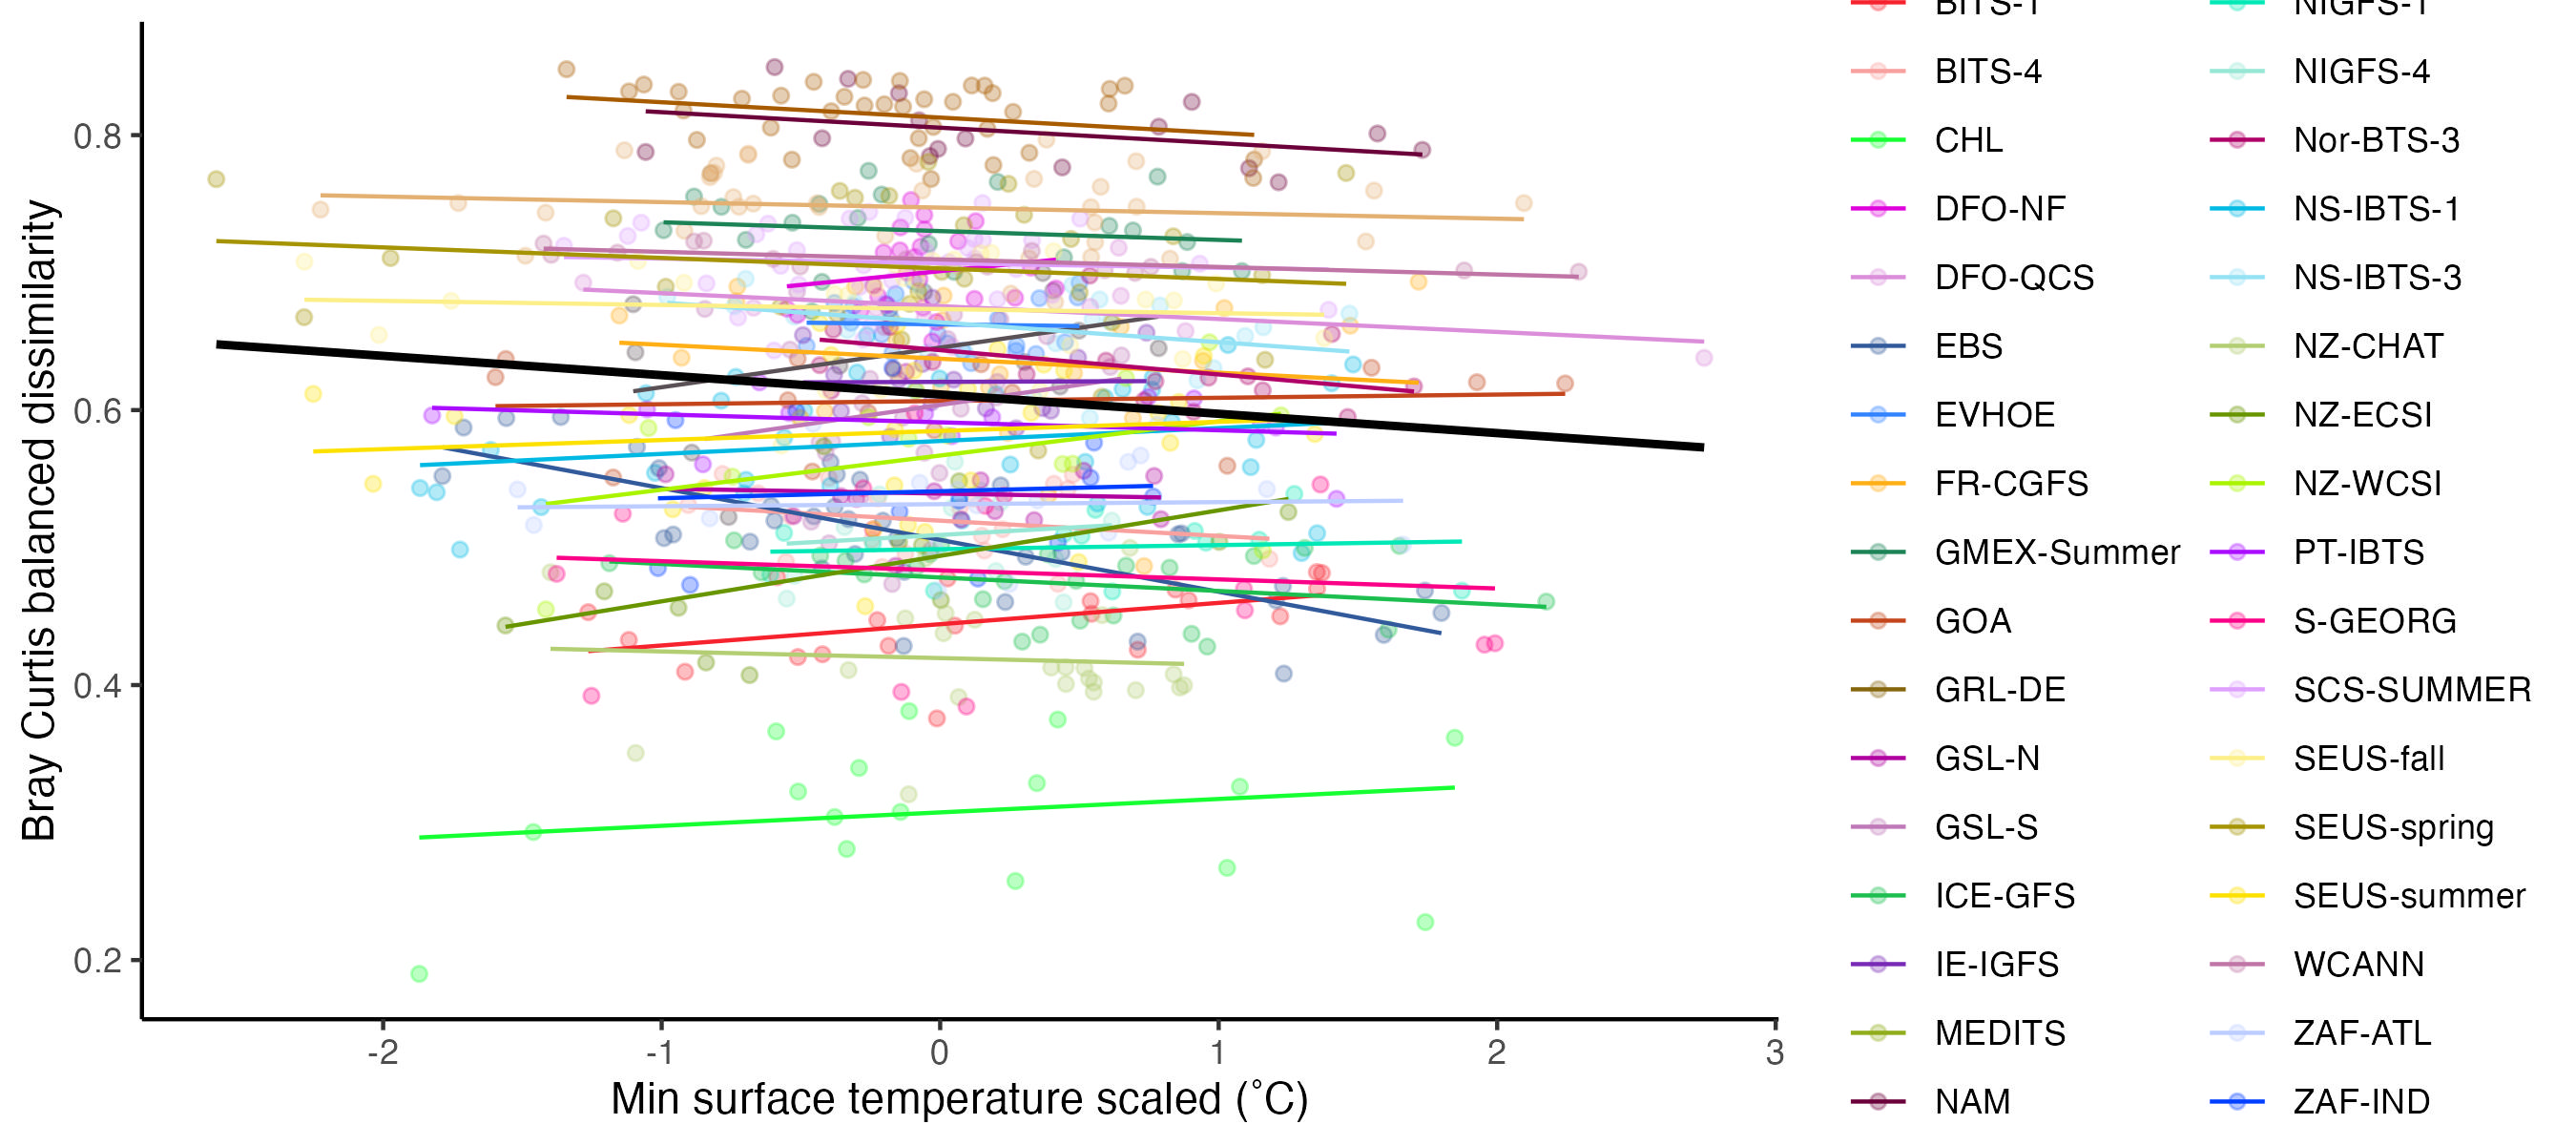 Bray Curtis balanced dissimilarity
0.8
0.6
0.4
0.2
-2 -1 0 1 2 3
Min surface temperature scaled (˚C)
BITS-1
BITS-4
CHL
DFO-NF
DFO-QCS
EBS
EVHOE
FR-CGFS
GMEX-Summer
GOA
GRL-DE
GSL-N
GSL-S
ICE-GFS
IE-IGFS
MEDITS
NAM
NIGFS-1
NIGFS-4
Nor-BTS-3
NS-IBTS-1
NS-IBTS-3
NZ-CHAT
NZ-ECSI
NZ-WCSI
PT-IBTS
S-GEORG
SCS-SUMMER
SEUS-fall
SEUS-spring
SEUS-summer
WCANN
ZAF-ATL
ZAF-IND